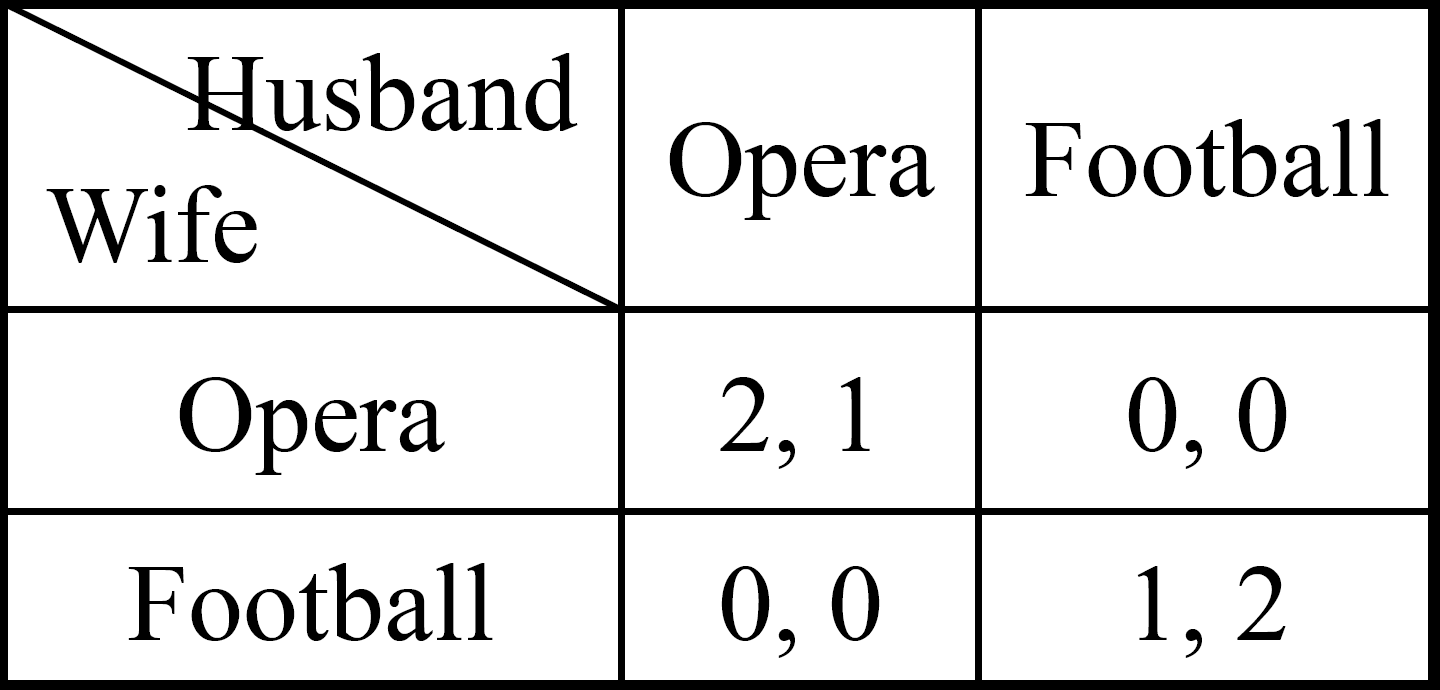 Husband
Wife
Opera Football
Opera 2, 1 0, 0
Football 0, 0 1, 2